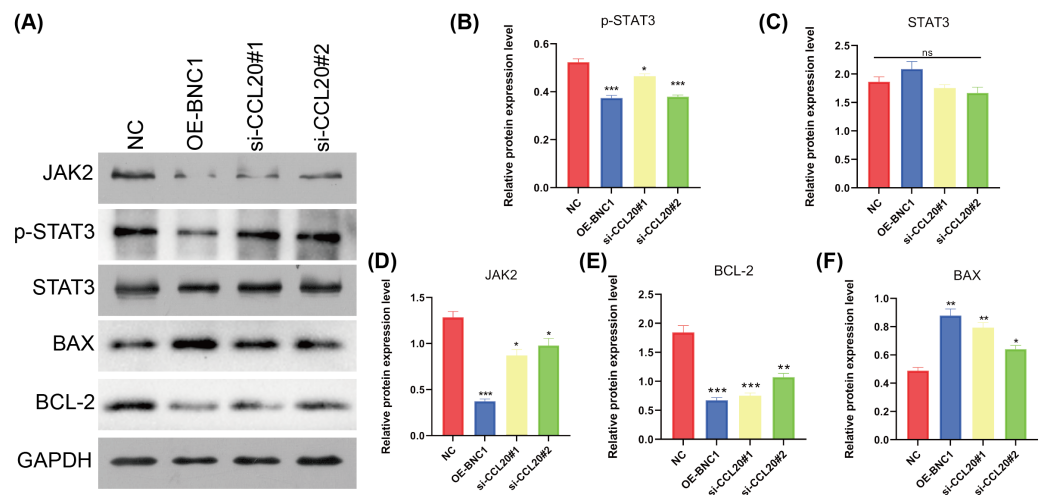 (A)
NC
OE-BNC1
si-CCL20#1
si-CCL20#2
JAK2
p-STAT3
STAT3
BAX
BCL-2
GAPDH
(B)
p-STAT3
Relative protein expression level
0.6
0.4
0.2
0.0
***
*
***
NC
OE-BNC1
si-CCL20#1
si-CCL20#2
(C)
STAT3
Relative protein expression level
2.5
2.0
1.5
1.0
0.5
0.0
ns
NC
OE-BNC1
si-CCL20#1
si-CCL20#2
(D)
JAK2
Relative protein expression level
1.5
1.0
0.5
0.0
***
*
*
NC
OE-BNC1
si-CCL20#1
si-CCL20#2
(E)
BCL-2
Relative protein expression level
2.5
2.0
1.5
1.0
0.5
0.0
***
***
**
NC
OE-BNC1
si-CCL20#1
si-CCL20#2
(F)
BAX
Relative protein expression level
1.0
0.8
0.6
0.4
0.2
0.0
**
**
*
NC
OE-BNC1
si-CCL20#1
si-CCL20#2